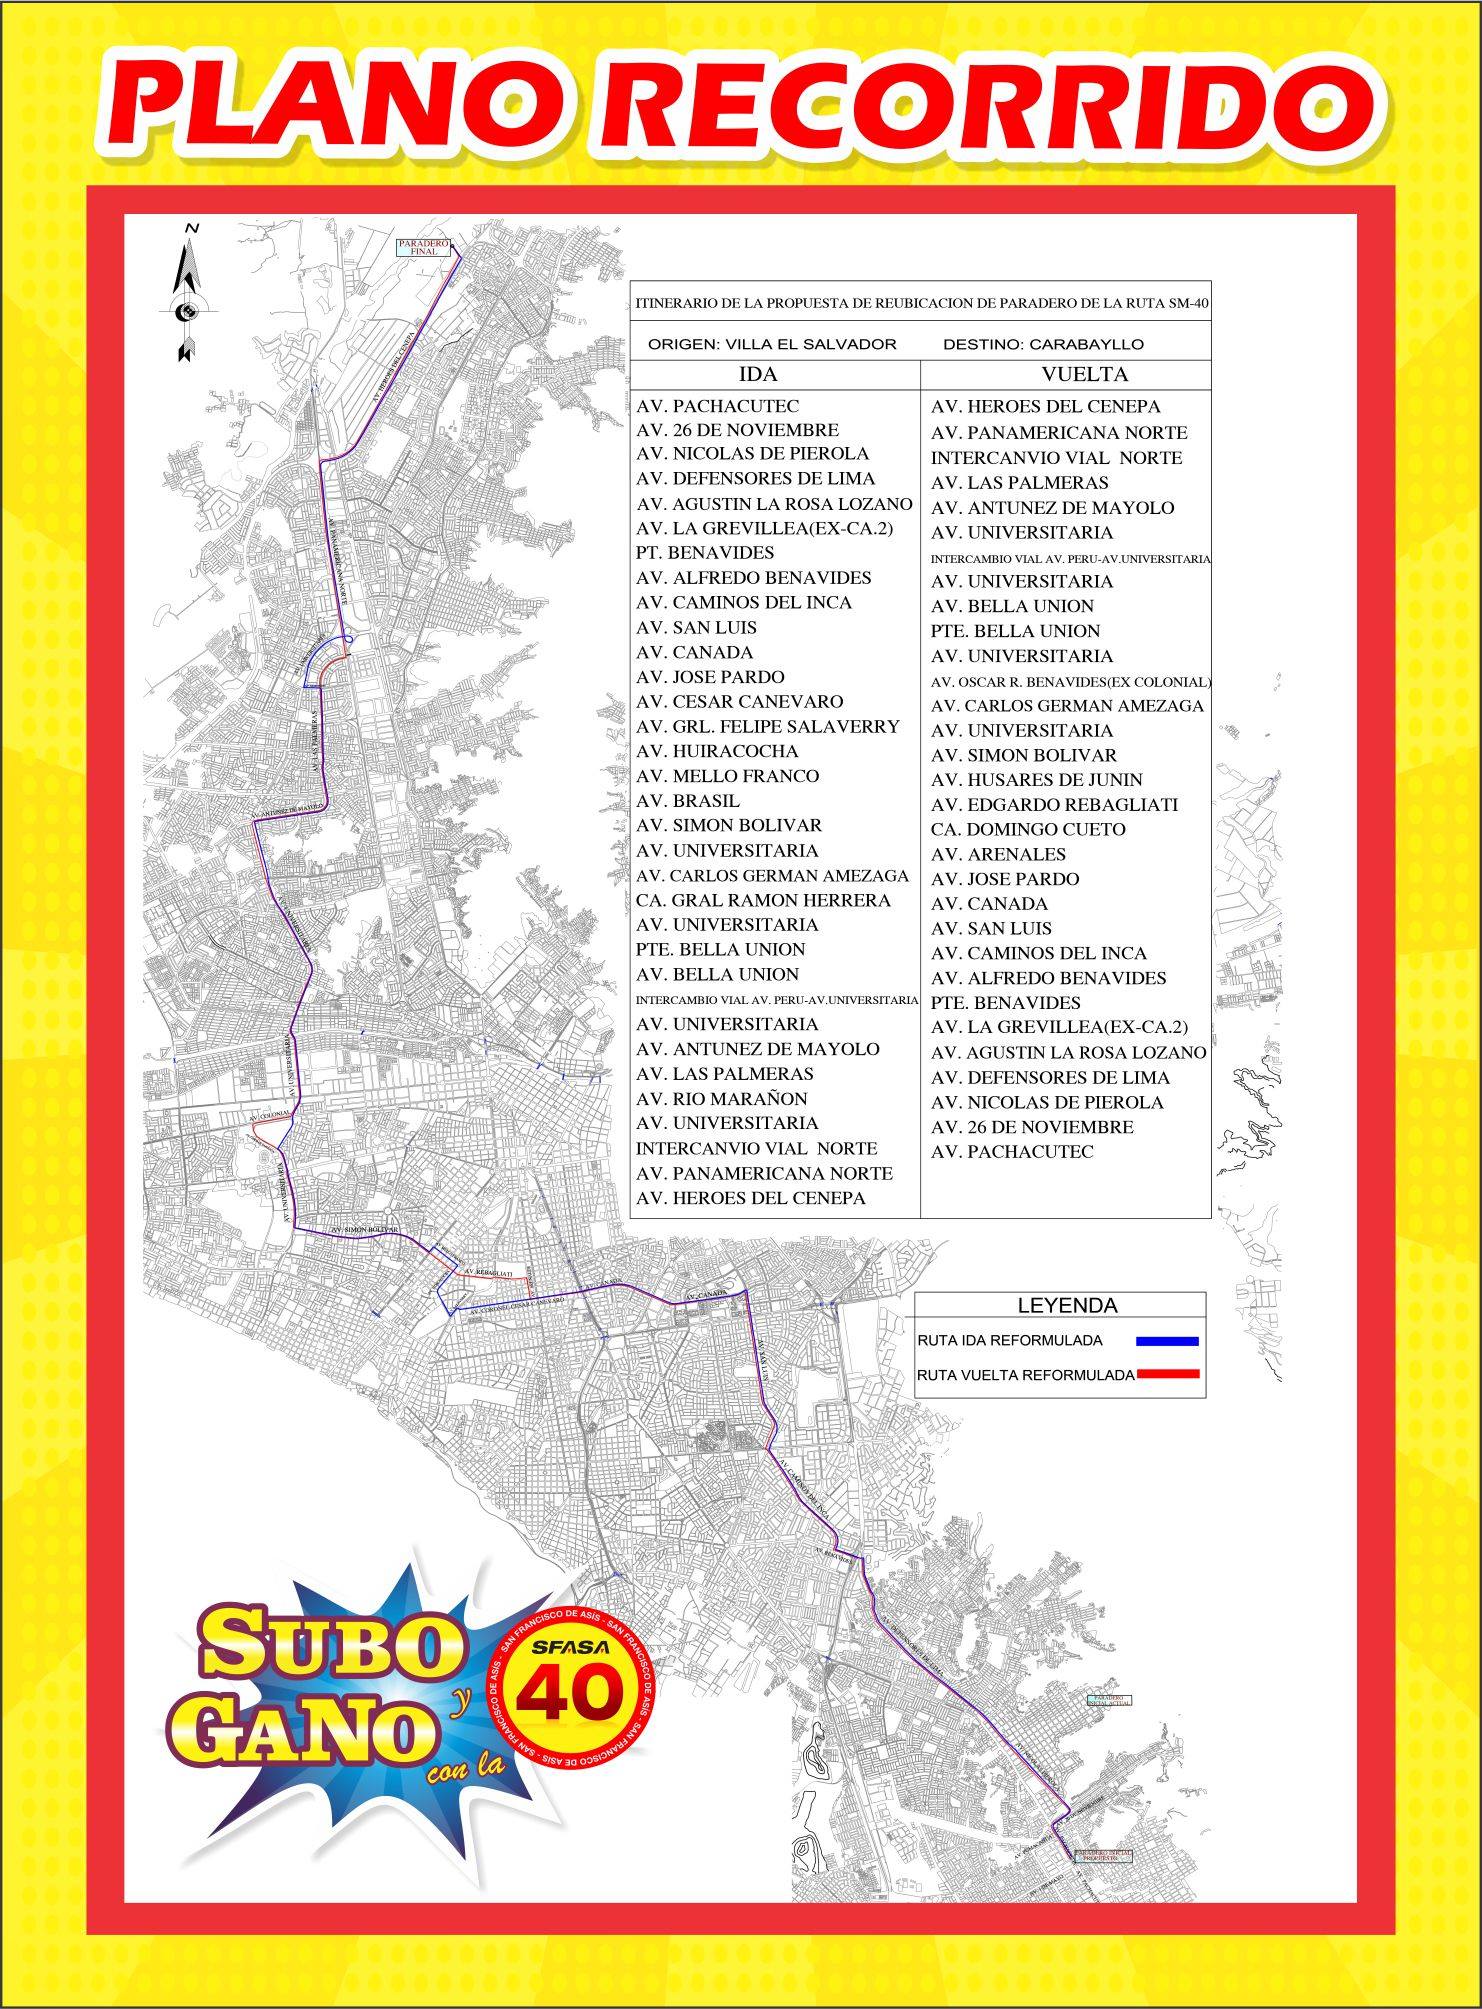 PLANO RECORRIDO
N
PARADERO
FINAL
ITINERARIO DE LA PROPUESTA DE REUBICACION DE PARADERO DE LA RUTA SM-40
ORIGEN: VILLA EL SALVADOR DESTINO: CARABAYLLO
IDA
AV. PACHACUTEC
AV. 26 DE NOVIEMBRE
AV. NICOLAS DE PIEROLA
AV. DEFENSORES DE LIMA
AV. AGUSTIN LA ROSA LOZANO
AV. LA GREVILLEA(EX-CA.2)
PT. BENAVIDES
AV. ALFREDO BENAVIDES
AV. CAMINOS DEL INCA
AV. SAN LUIS
AV. CANADA
AV. JOSE PARDO
AV. CESAR CANEVARO
AV. GRL. FELIPE SALAVERRY
AV. HUIRACOCHA
AV. MELLO FRANCO
AV. BRASIL
AV. SIMON BOLIVAR
AV. UNIVERSITARIA
AV. CARLOS GERMAN AMEZAGA
CA. GRAL RAMON HERRERA
AV. UNIVERSITARIA
PTE. BELLA UNION
AV. BELLA UNION
INTERCAMBIO VIAL AV. PERU-AV.UNIVERSITARIA
AV. UNIVERSITARIA
AV. ANTUNEZ DE MAYOLO
AV. LAS PALMERAS
AV. RIO MARAÑON
AV. UNIVERSITARIA
INTERCANVIO VIAL NORTE
AV. PANAMERICANA NORTE
AV. HEROES DEL CENEPA
VUELTA
AV. HEROES DEL CENEPA
AV. PANAMERICANA NORTE
INTERCANVIO VIAL NORTE
AV. LAS PALMERAS
AV. ANTUNEZ DE MAYOLO
AV. UNIVERSITARIA
INTERCAMBIO VIAL AV. PERU-AV.UNIVERSITARIA
AV. UNIVERSITARIA
AV. BELLA UNION
PTE. BELLA UNION
AV. UNIVERSITARIA
AV. OSCAR R. BENAVIDES(EX COLONIAL)
AV. CARLOS GERMAN AMEZAGA
AV. UNIVERSITARIA
AV. SIMON BOLIVAR
AV. HUSARES DE JUNIN
AV. EDGARDO REBAGLIATI
CA. DOMINGO CUETO
AV. ARENALES
AV. JOSE PARDO
AV. CANADA
AV. SAN LUIS
AV. CAMINOS DEL INCA
AV. ALFREDO BENAVIDES
PTE. BENAVIDES
AV. LA GREVILLEA(EX-CA.2)
AV. AGUSTIN LA ROSA LOZANO
AV. DEFENSORES DE LIMA
AV. NICOLAS DE PIEROLA
AV. 26 DE NOVIEMBRE
AV. PACHACUTEC
AV. HEROES DEL CENEPA
AV. PANAMERICANA NORTE
AV. LAS PALMERAS
AV. ANTUNEZ DE MAYOLO
AV. UNIVERSITARIA
AV. UNIVERSITARIA
AV. COLONIAL
AV. UNIVERSITARIA
AV. SIMON BOLIVAR
AV. REBAGLIATI
AV. CORONEL CESAR CANEVARO
AV. CANADA
AV. CANADA
AV. SAN LUIS
AV. CAMINOS DEL INCA
AV. BENAVIDES
AV. DEFENSORES DE LIMA
LEYENDA
RUTA IDA REFORMULADA
RUTA VUELTA REFORMULADA
PARADERO
INICIAL ACTUAL
PARADERO INICIAL
PROPUESTO
SUBO
y
GANO
con la
SAN FRANCISCO DE ASÍS - SAN FRANCISCO DE ASÍS - SAN FRANCISCO DE ASÍS - SAN FRANCISCO DE ASÍS -
SFASA
40